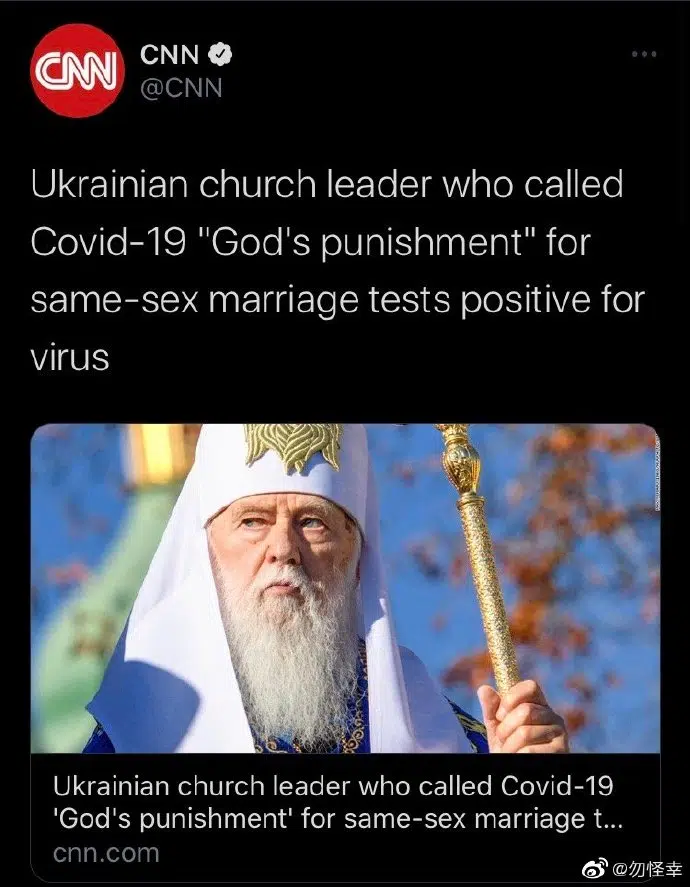 CNN
CNN
@CNN
Ukrainian church leader who called
Covid-19 "God's punishment" for
same-sex marriage tests positive for
virus
Ukrainian church leader who called Covid-19
'God's punishment' for same-sex marriage t...
cnn.com
@勿怪幸